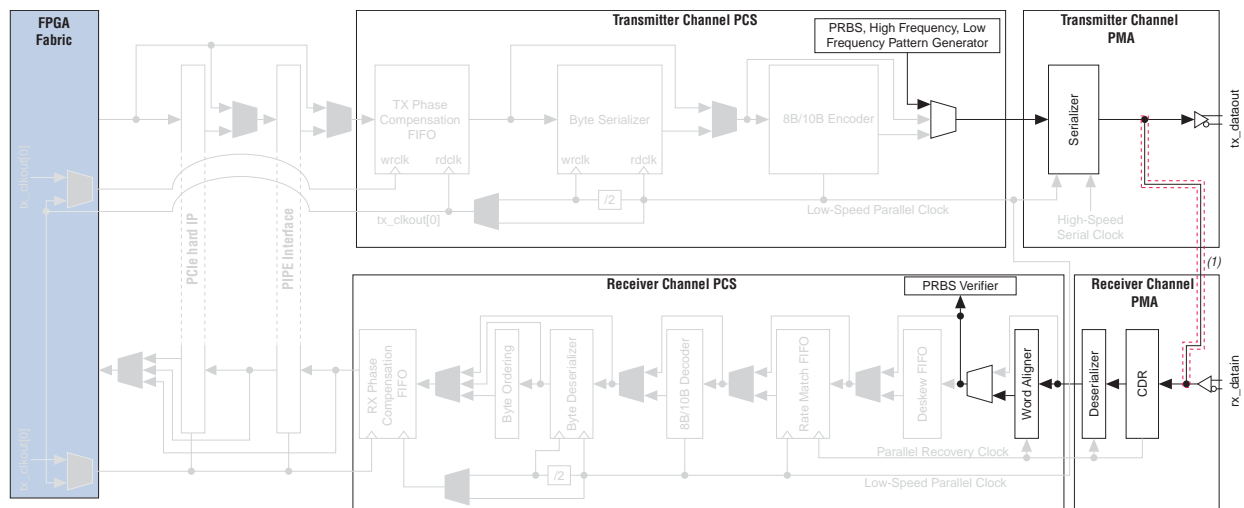 FPGA
Fabric
Transmitter Channel PCS
Transmitter Channel
PMA
PRBS, High Frequency, Low
Frequency Pattern Generator
TX Phase
Compensation
FIFO
wrclk
rdclk
Byte Serializer
wrclk
rdclk
/2
8B/10B Encoder
Serializer
tx_dataout
tx_clkout[0]
tx_clkout[0]
Low-Speed Parallel Clock
High-Speed
Serial Clock
PCIe hard IP
PIPE Interface
(1)
Receiver Channel PCS
PRBS Verifier
Receiver Channel
PMA
RX Phase
Compensation
FIFO
Byte Ordering
Byte Deserializer
8B/10B Decoder
Rate Match FIFO
Deskew FIFO
Word Aligner
Deserializer
CDR
rx_datain
tx_clkout[0]
Parallel Recovery Clock
/2
Low-Speed Parallel Clock